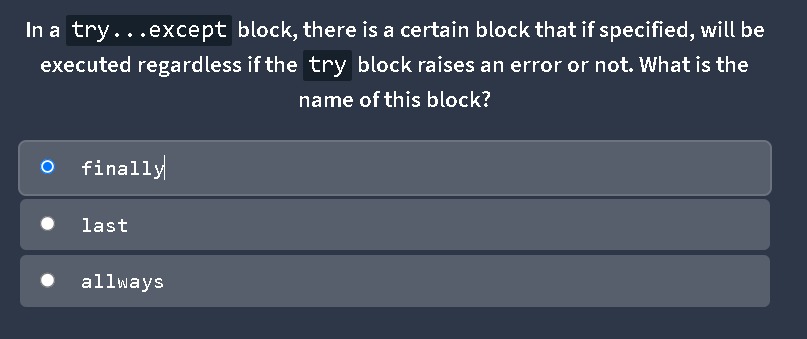 In a try...except block, there is a certain block that if specified, will be
executed regardless if the try block raises an error or not. What is the
name of this block?
finally
last
allways